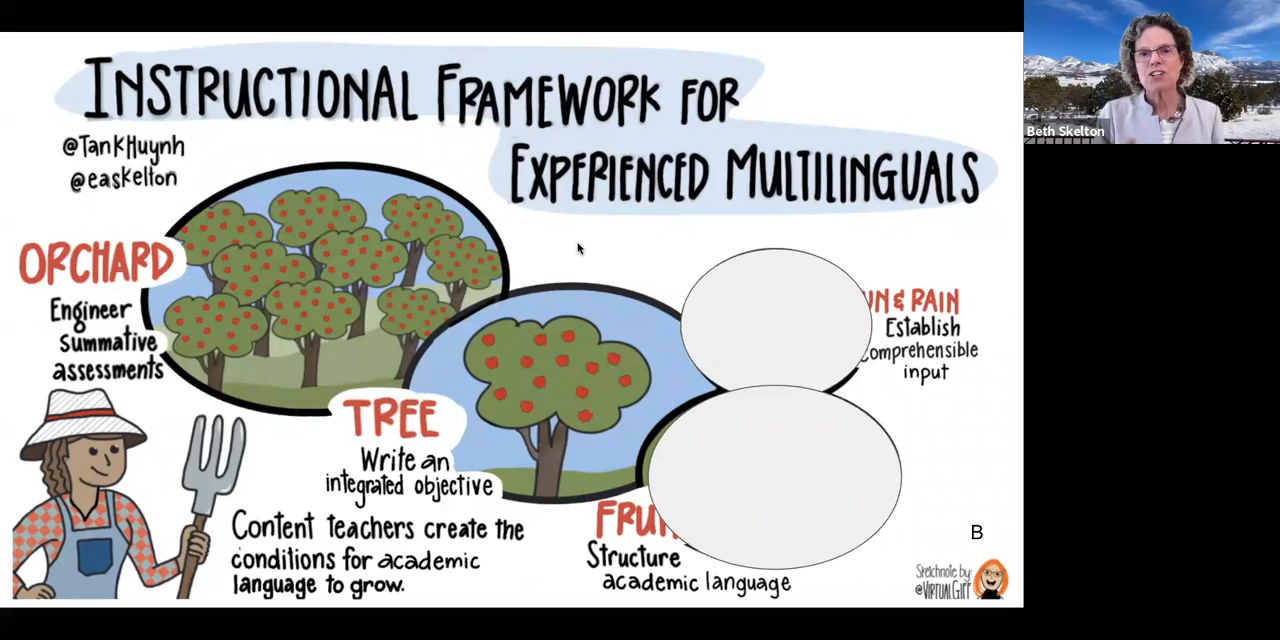 INSTRUCTIONAL FRAMEWORK FOR
EXPERIENCED MULTILINGUALS
@TanKHuynh
@easkelton
ORCHARD
Engineer
Summative
assessments
TREE
Write an
integrated objective
Content teachers create the
conditions for academic
language to grow.
Structure
academic language
& PAIN
Establish
comprehensible
input
B
Sketchnote by:
@VIRTUALGIFF
Beth Skelton